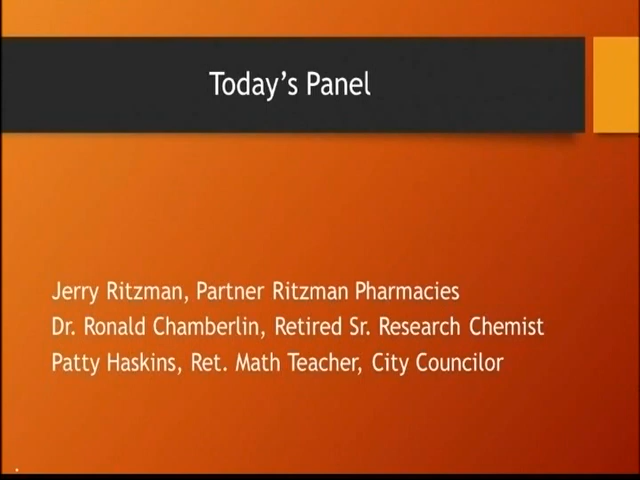 Today’s Panel
Jerry Ritzman, Partner Ritzman Pharmacies
Dr. Ronald Chamberlin, Retired Sr. Research Chemist
Patty Haskins, Ret. Math Teacher, City Councilor